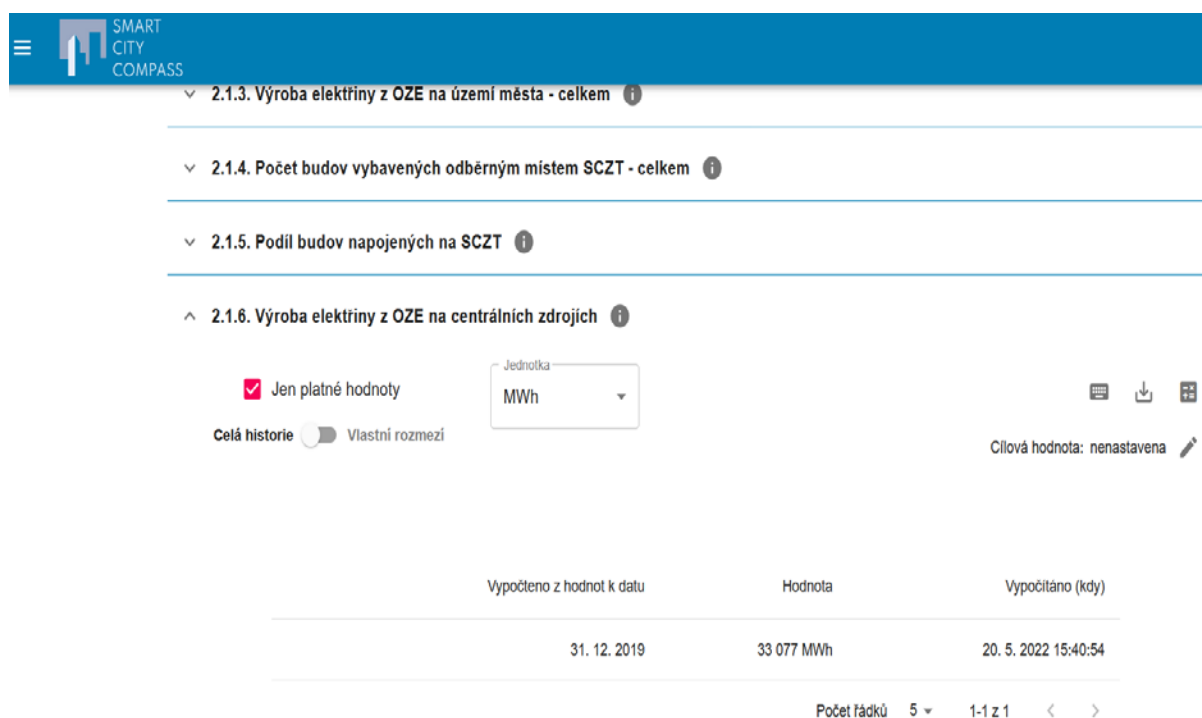 SMART
CITY
COMPASS
2.1.3. Výroba elektřiny z OZE na území města - celkem
2.1.4. Počet budov vybavených odběrným místem SCZT - celkem
2.1.5. Podíl budov napojených na SCZT
2.1.6. Výroba elektřiny z OZE na centrálních zdrojích
Jednotka
Jen platné hodnoty MWh
Celá historie Vlastní rozmezí
Cílová hodnota: nenastavena
Vypočteno z hodnot k datu Hodnota Vypočítáno (kdy)
31. 12. 2019 33 077 MWh 20. 5. 2022 15:40:54
Počet řádků 5 1-1 z 1